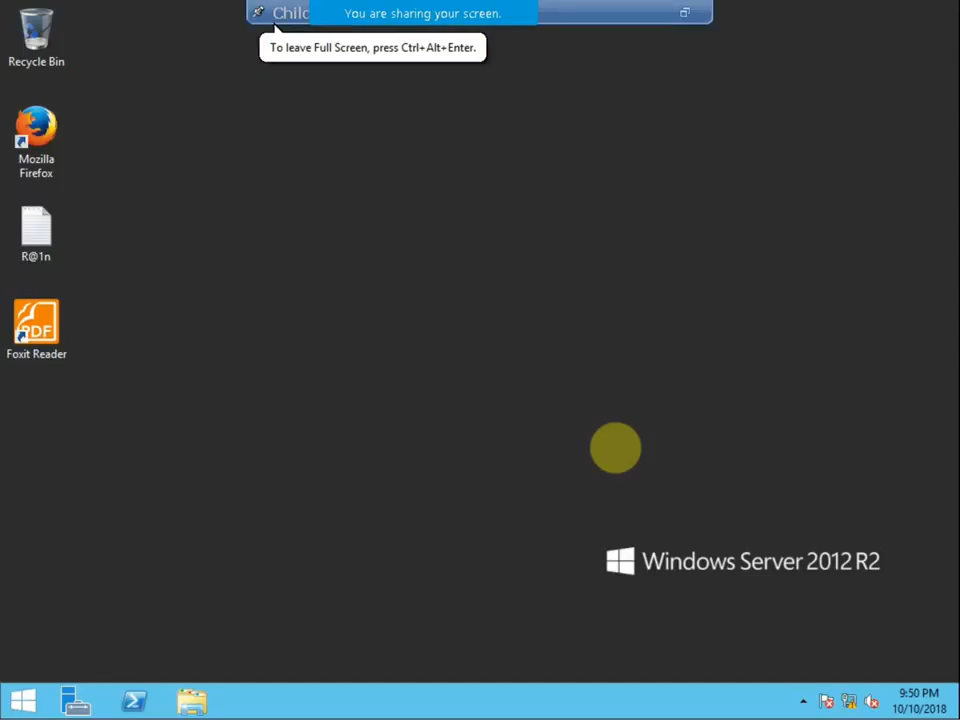 You are sharing your screen.
To leave Full Screen, press Ctrl+Alt+Enter.
Recycle Bin
Mozilla
Firefox
R@1n
PDF
Foxit Reader
Windows Server 2012 R2
9:50 PM
10/10/2018